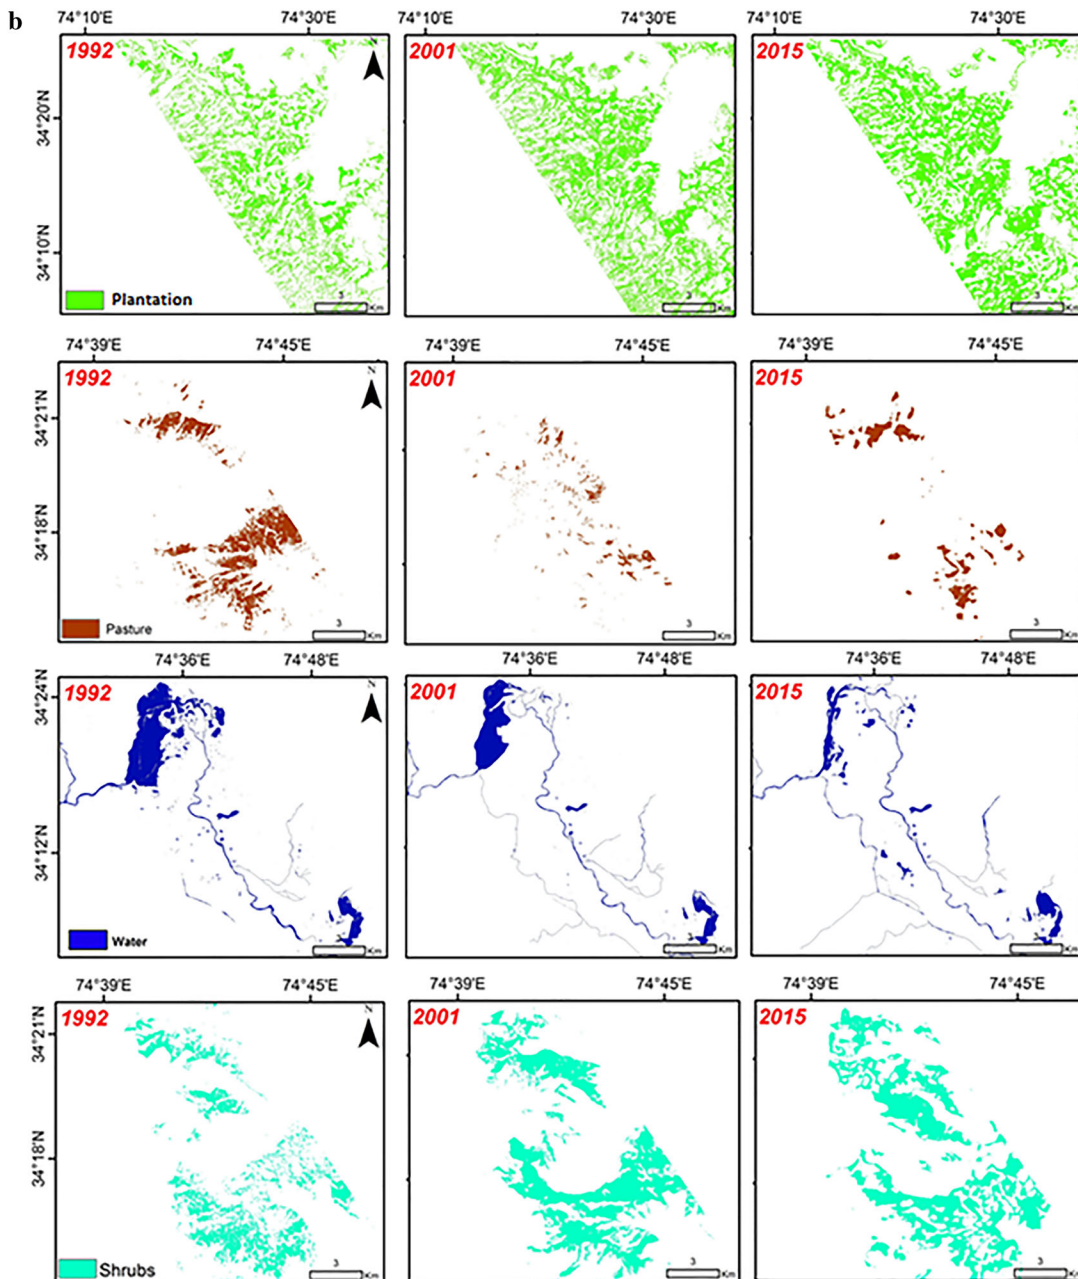 b
74°10'E 74°30'E 74°10'E 74°30'E 74°30'E
1992 N 2001 2015
34°20'N
34°10'N
Plantation 3 Km 3 Km 3 Km
74°39'E 74°45'E 74°39'E 74°45'E 74°39'E 74°45'E
1992 N 2001 2015
34°21'N
34°18'N
Pasture 3 Km 3 Km 3 Km
74°36'E 74°48'E 74°36'E 74°48'E 74°36'E 74°48'E
1992 N 2001 2015
34°24'N
34°12'N
Water 3 Km 3 Km 3 Km
74°39'E 74°45'E 74°39'E 74°45'E 74°39'E 74°45'E
1992 N 2001 2015
34°21'N
34°18'N
Shrubs 3 Km 3 Km 3 Km